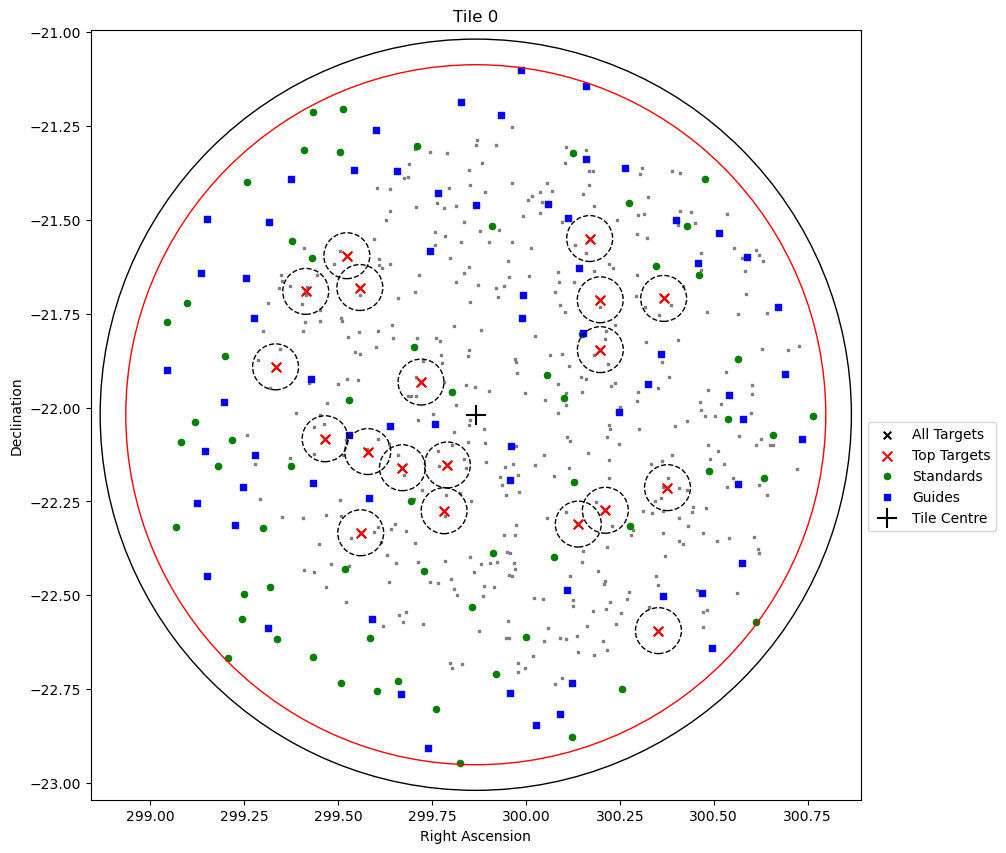 Tile 0
−21.00
−21.25
−21.50
−21.75
−22.00
−22.25
−22.50
−22.75
−23.00
Declination
299.00 299.25 299.50 299.75 300.00 300.25 300.50 300.75
Right Ascension
All Targets
Top Targets
Standards
Guides
Tile Centre